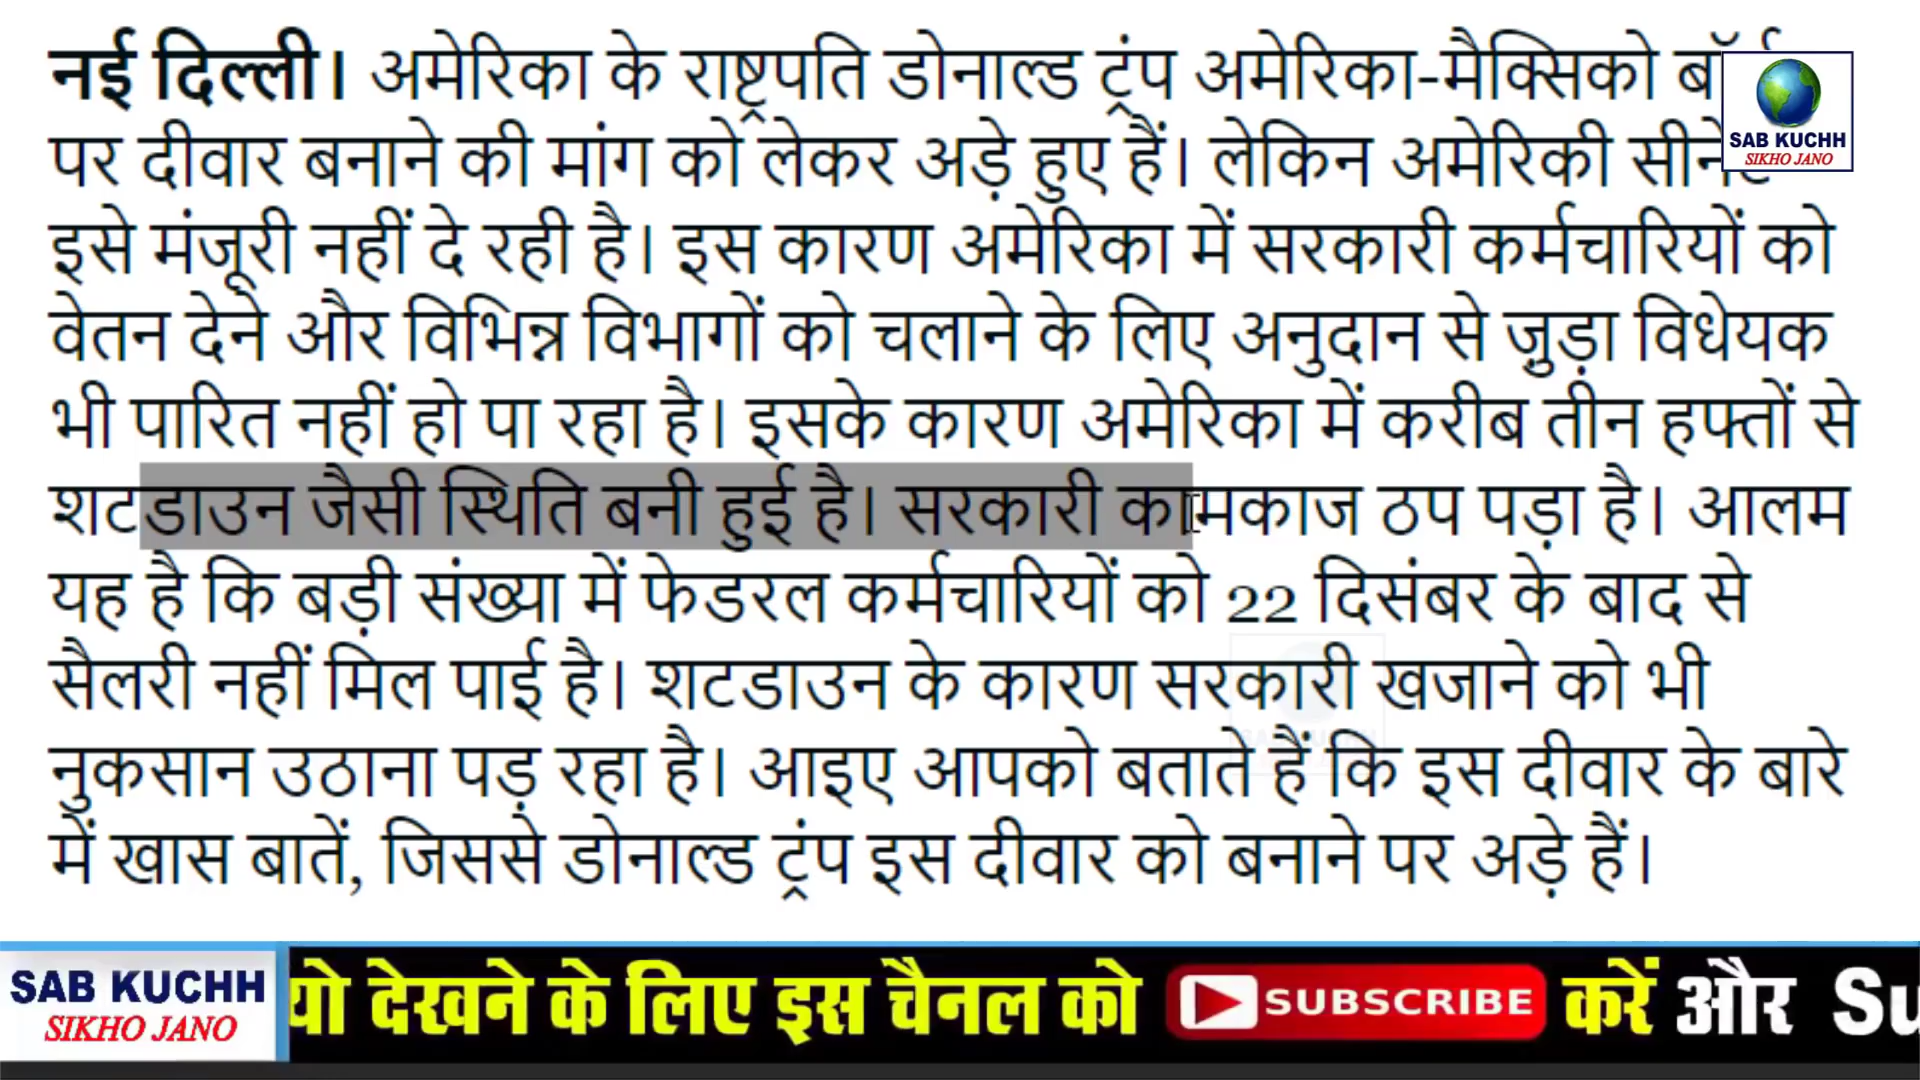 नई दिल्ली। अमेरिका के राष्ट्रपति डोनाल्ड ट्रंप अमेरिका-मैक्सिको
SAB KUCHH
SIKHO JANO
पर दीवार बनाने की मांग को लेकर अड़े हुए हैं। लेकिन अमेरिकी
इसे मंजूरी नहीं दे रही है। इस कारण अमेरिका में सरकारी कर्मचारियों को
वेतन देने और विभिन्न विभागों को चलाने के लिए अनुदान से जुड़ा विधेयक
भी पारित नहीं हो पा रहा है। इसके कारण अमेरिका में करीब तीन हफ्तों से
शटडाउन जैसी स्थिति बनी हुई है। सरकारी कामकाज ठप पड़ा है। आलम
यह है कि बड़ी संख्या में फेडरल कर्मचारियों को 22 दिसंबर के बाद से
सैलरी नहीं मिल पाई है। शटडाउन के कारण सरकारी खजाने को भी
नुकसान उठाना पड़ रहा है। आइए आपको बताते हैं कि इस दीवार के बारे
में खास बातें, जिससे डोनाल्ड ट्रंप इस दीवार को बनाने पर अड़े हैं।
SAB KUCHH
SIKHO JANO
यो देखने के लिए इस चैनल को SUBSCRIBE करें और Su